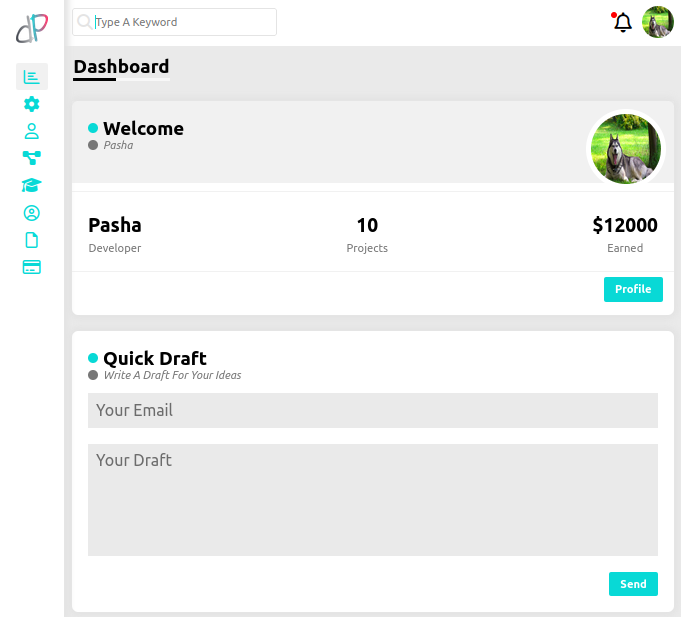 dP
Type A Keyword
Dashboard
Welcome
Pasha
Pasha
10
$12000
Developer
Projects
Earned
Profile
Quick Draft
Write A Draft For Your Ideas
Your Email
Your Draft
Send